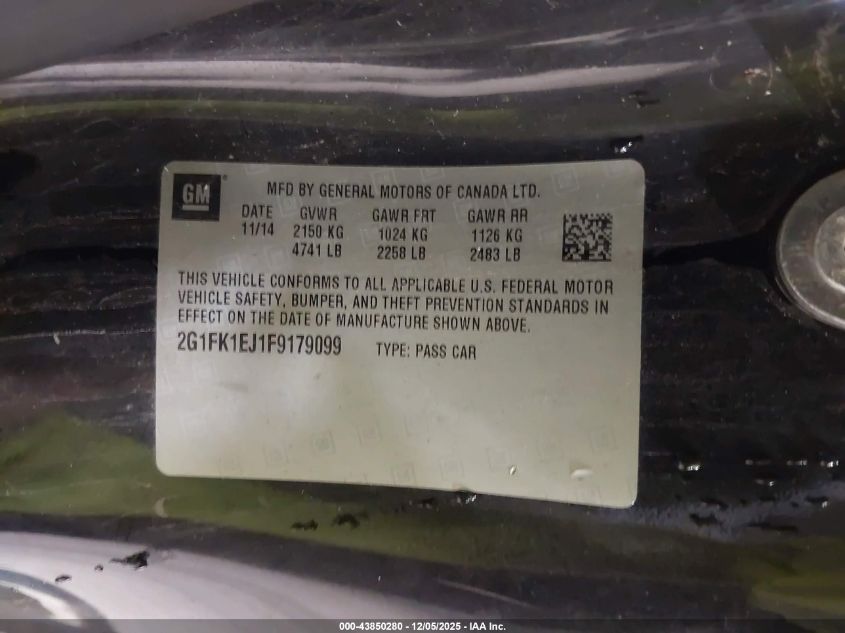 GM®
MFD BY GENERAL MOTORS OF CANADA LTD.
DATE GVWR GAWR FRT GAWR RR
11/14 2150 KG 1024 KG 1126 KG
4741 LB 2258 LB 2483 LB
THIS VEHICLE CONFORMS TO ALL APPLICABLE U.S. FEDERAL MOTOR
VEHICLE SAFETY, BUMPER, AND THEFT PREVENTION STANDARDS IN
EFFECT ON THE DATE OF MANUFACTURE SHOWN ABOVE.
2G1FK1EJ1F9179099 TYPE: PASS CAR
000-43850280 - 12/05/2025 - IAA Inc.